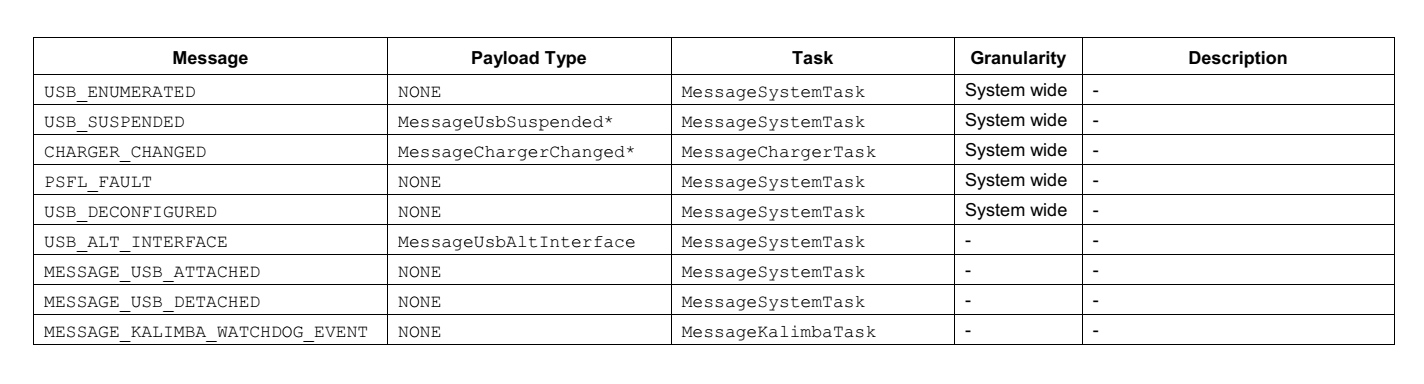 Message Payload Type Task Granularity Description
USB_ENUMERATED NONE MessageSystemTask System wide -
USB_SUSPENDED MessageUsbSuspended* MessageSystemTask System wide -
CHARGER_CHANGED MessageChargerChanged* MessageChargerTask System wide -
PSFL_FAULT NONE MessageSystemTask System wide -
USB_DECONFIGURED NONE MessageSystemTask System wide -
USB_ALT_INTERFACE MessageUsbAltInterface MessageSystemTask - -
MESSAGE_USB_ATTACHED NONE MessageSystemTask - -
MESSAGE_USB_DETACHED NONE MessageSystemTask - -
MESSAGE_KALIMBA_WATCHDOG_EVENT NONE MessageKalimbaTask - -